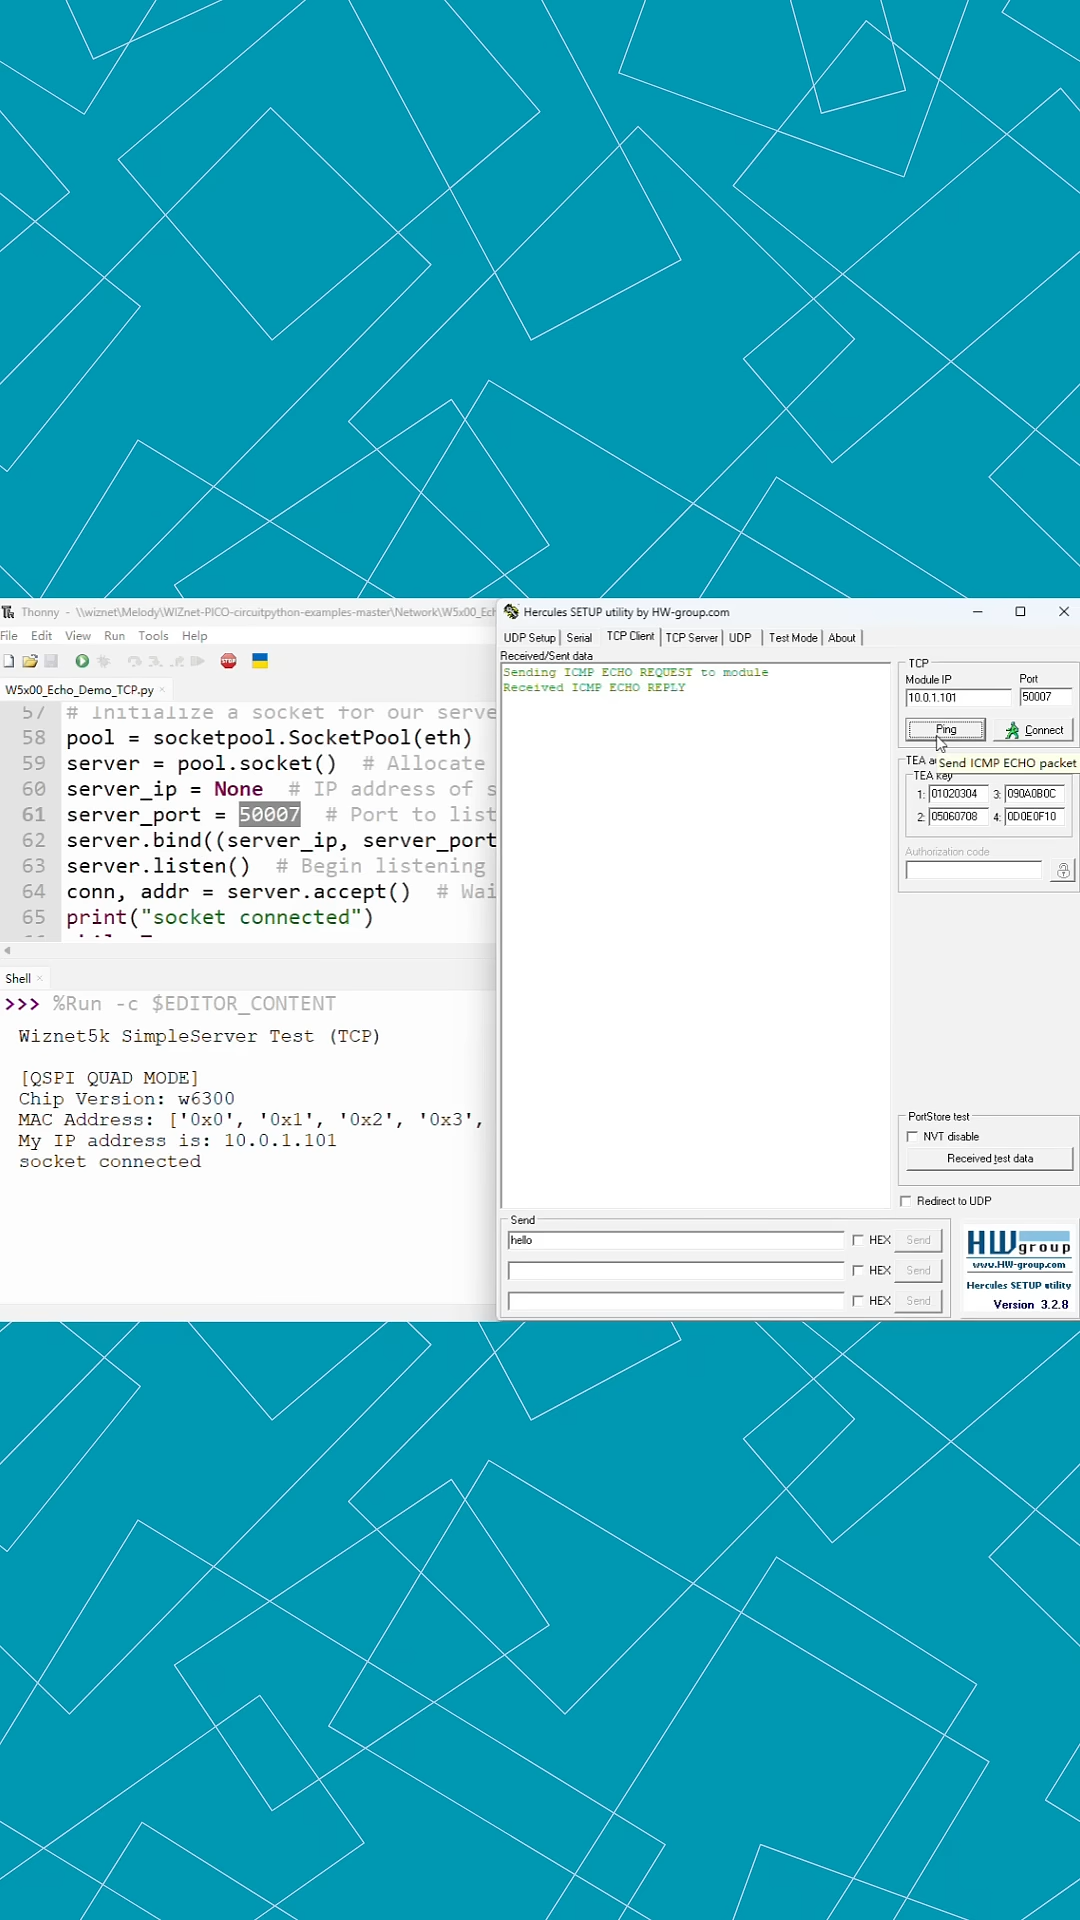 Thonny - \\wiznet\Melody\WIZnet-PICO-circuitpython-examples-master\Network\W5x00_Ech
File Edit View Run Tools Help
STOP
W5x00_Echo_Demo_TCP.py ×
57 # Initialize a socket for our serve
58 pool = socketpool.SocketPool(eth)
59 server = pool.socket() # Allocate
60 server_ip = None # IP address of s
61 server_port = 50007 # Port to list
62 server.bind((server_ip, server_port
63 server.listen() # Begin listening
64 conn, addr = server.accept() # Wai
65 print("socket connected")
Shell ×
>>> %Run -c $EDITOR_CONTENT
Wiznet5k SimpleServer Test (TCP)
[QSPI QUAD MODE]
Chip Version: w6300
MAC Address: ['0x0', '0x1', '0x2', '0x3',
My IP address is: 10.0.1.101
socket connected
Hercules SETUP utility by HW-group.com
UDP Setup Serial TCP Client TCP Server UDP Test Mode About
Received/Sent data
Sending ICMP ECHO REQUEST to module
Received ICMP ECHO REPLY
TCP
Module IP Port
10.0.1.101 50007
Ping Connect
Send ICMP ECHO packet
TEA key
1: 01020304 3: 090A0B0C
2: 05060708 4: 0D0E0F10
Authorization code
PortStore test
NVT disable
Received test data
Redirect to UDP
Send
hello HEX Send
HEX Send
HEX Send
HW group
www.HW-group.com
Hercules SETUP utility
Version 3.2.8